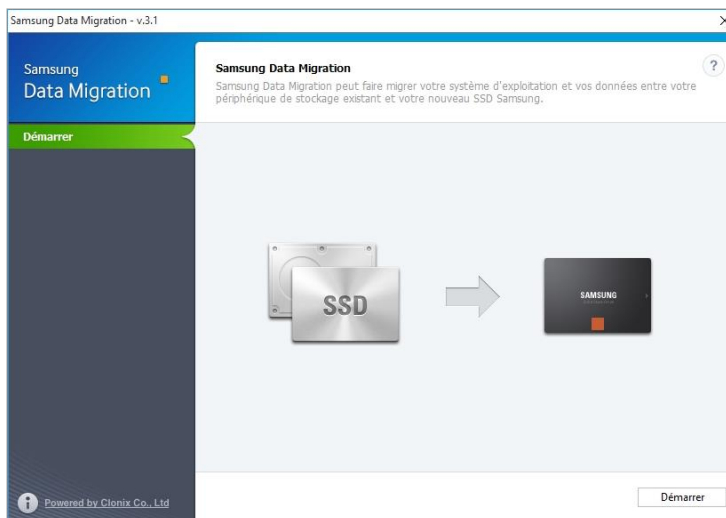 Samsung Data Migration - v.3.1
Samsung
Data Migration
Samsung Data Migration
Samsung Data Migration peut faire migrer votre système d'exploitation et vos données entre votre
périphérique de stockage existant et votre nouveau SSD Samsung.
?
Démarrer
SSD
SAMSUNG
Powered by Clonix Co., Ltd
Démarrer